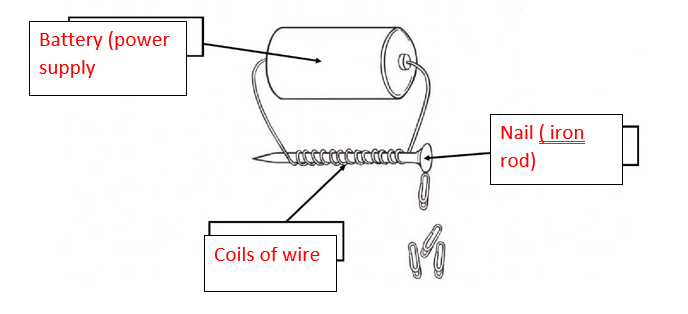 Battery (power
supply
Nail ( iron
rod)
Coils of wire